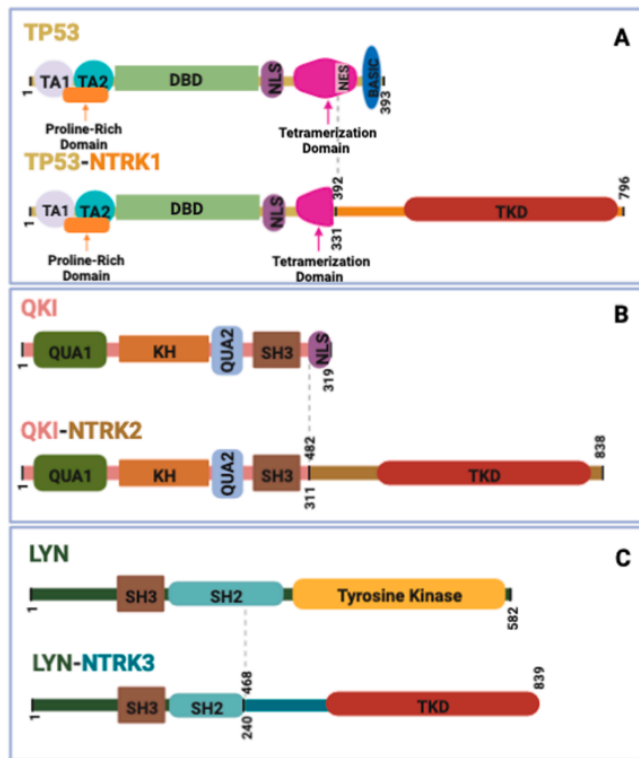 TP53
A
TA1
TA2
DBD
NLS
NES
BASIC
1
393
Proline-Rich
Domain
Tetramerization
Domain
TP53-NTRK1
TA1
TA2
DBD
NLS
392
331
TKD
796
1
Proline-Rich
Domain
Tetramerization
Domain
QKI
B
QUA1
KH
QUA2
SH3
NLS
1
319
QKI-NTRK2
482
838
QUA1
KH
QUA2
SH3
TKD
1
311
LYN
C
SH3
SH2
Tyrosine Kinase
1
582
LYN-NTRK3
468
839
SH3
SH2
TKD
1
240